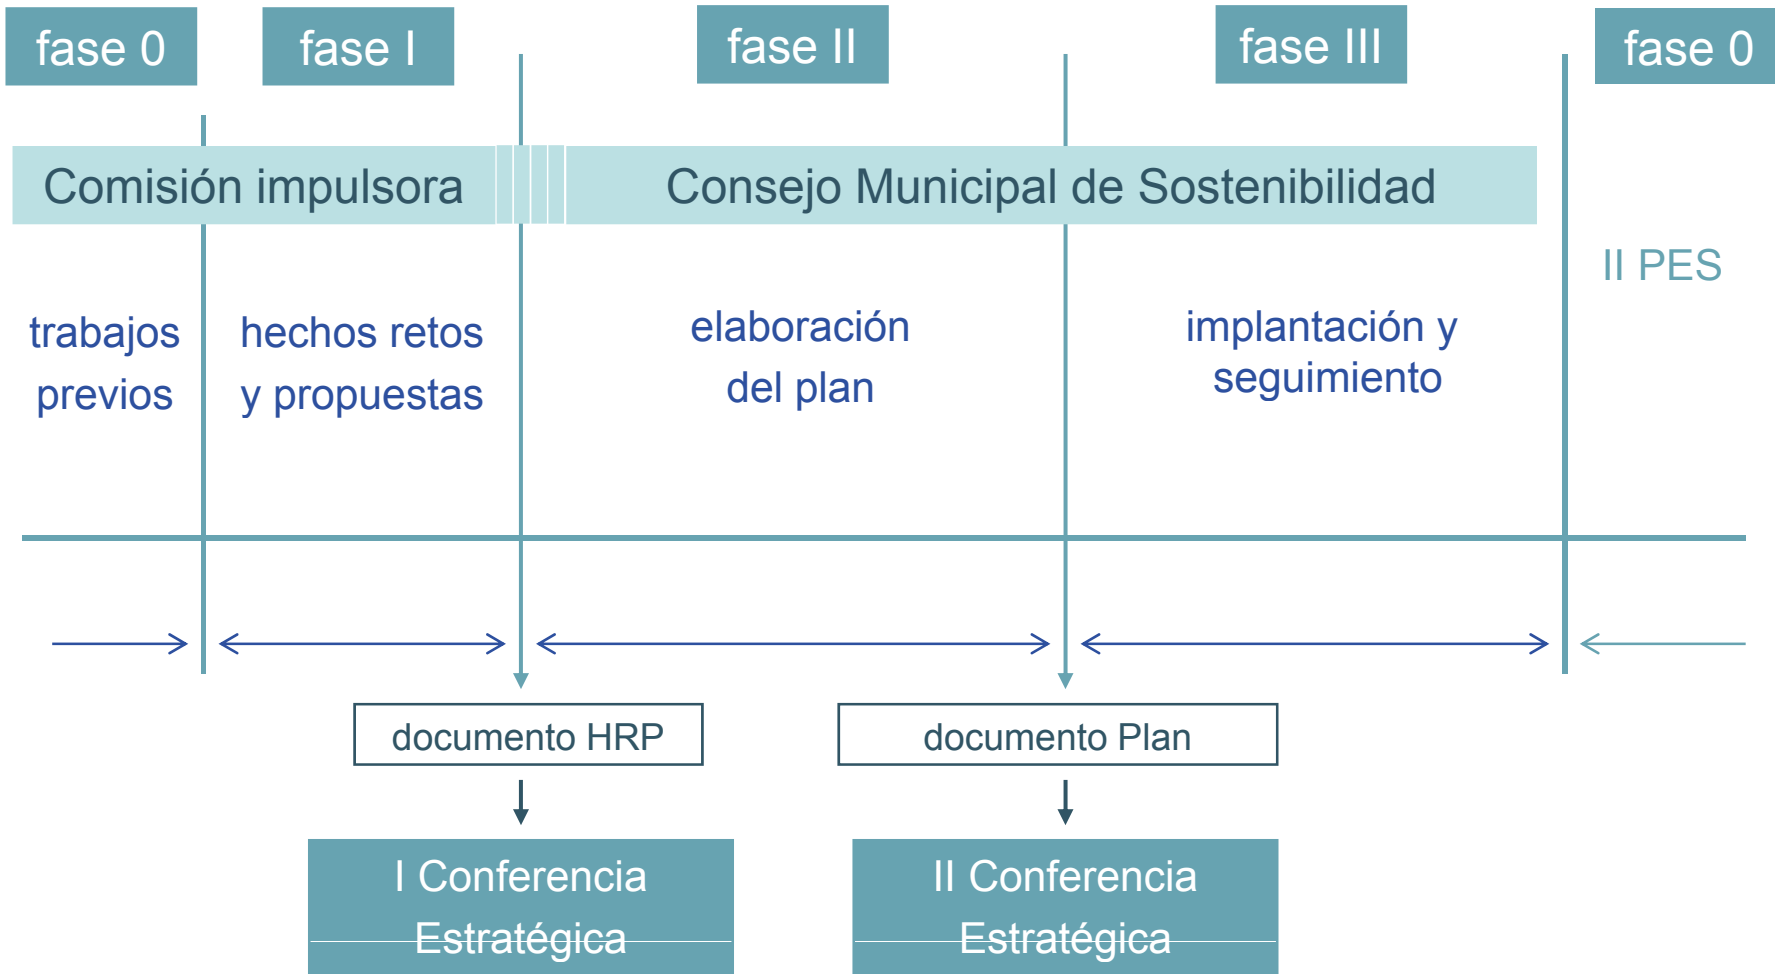 fase 0
fase I
fase II
fase III
fase 0
Comisión impulsora
Consejo Municipal de Sostenibilidad
II PES
trabajos
previos
hechos retos
y propuestas
elaboración
del plan
implantación y
seguimiento
documento HRP
documento Plan
I Conferencia
Estratégica
II Conferencia
Estratégica